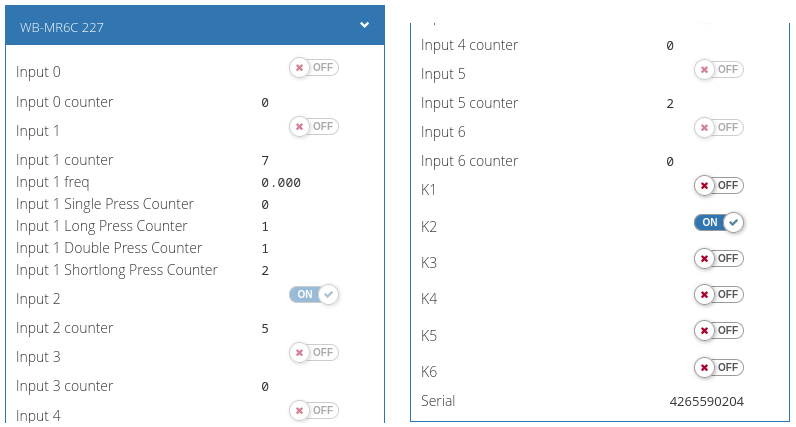 WB-MR6C 227
Input 0 OFF
Input 0 counter 0
Input 1 OFF
Input 1 counter 7
Input 1 freq 0.000
Input 1 Single Press Counter 0
Input 1 Long Press Counter 1
Input 1 Double Press Counter 1
Input 1 Shortlong Press Counter 2
Input 2 ON
Input 2 counter 5
Input 3 OFF
Input 3 counter 0
Input 4 OFF
Input 4 counter 0
Input 5 OFF
Input 5 counter 2
Input 6 OFF
Input 6 counter 0
K1 OFF
K2 ON
K3 OFF
K4 OFF
K5 OFF
K6 OFF
Serial 4265590204